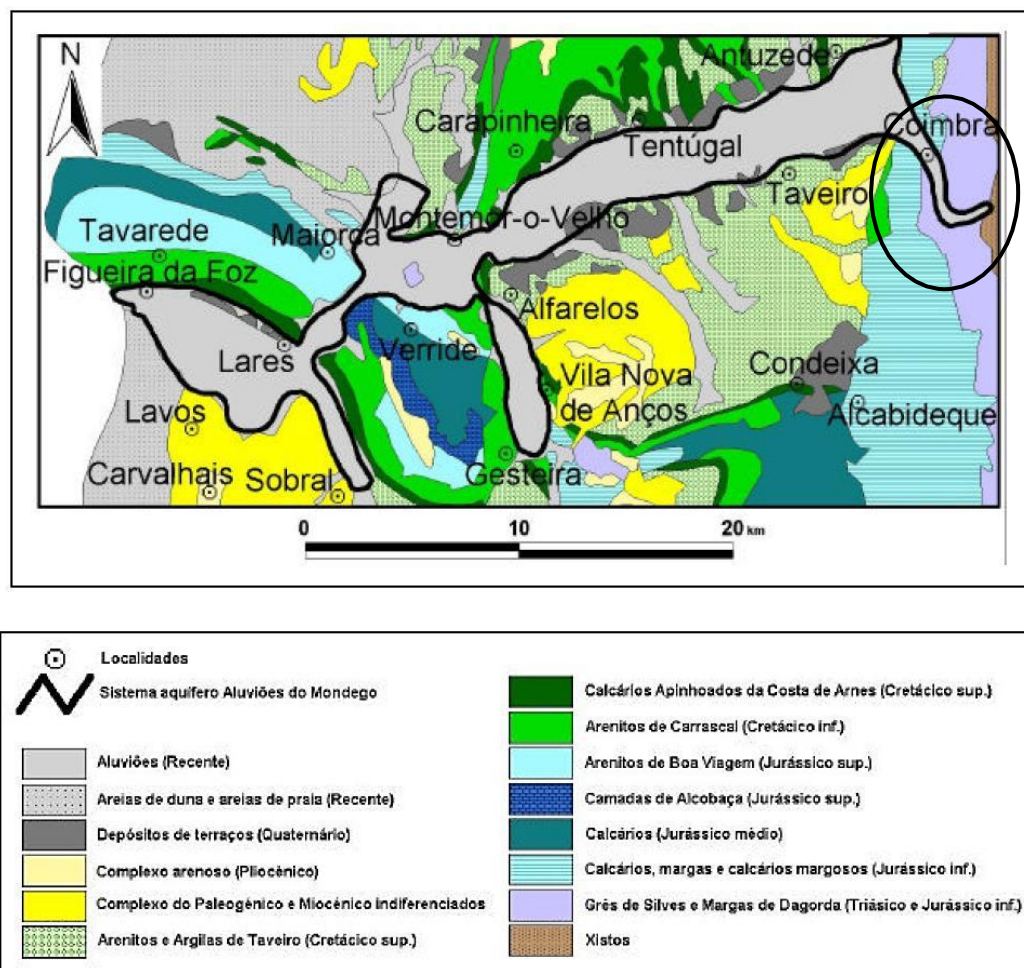 N
Antuzede
Coimbra
Carapinheira
Tentúgal
Taveiro
Montemor-o-Velho
Tavarede
Maiorca
Figueira da Foz
Alfarelos
Verride
Lares
Condeixa
Vila Nova
de Anços
Alcabideque
Lavos
Gesteira
Carvalhais
Sobral
0 10 20 km
Localidades
Sistema aquífero Aluviões do Mondego
Aluviões (Recente)
Areias de duna e areias de praia (Recente)
Depósitos de terraços (Quaternário)
Complexo arenoso (Pliocénico)
Complexo do Paleogénico e Miocénico indiferenciados
Arenitos e Argilas de Taveiro (Cretácico sup.)
Calcários Apinhoados da Costa de Arnes (Cretácico sup.)
Arenitos de Carrascal (Cretácico inf.)
Arenitos de Boa Viagem (Jurássico sup.)
Camadas de Alcobaça (Jurássico sup.)
Calcários (Jurássico médio)
Calcários, margas e calcários margosos (Jurássico inf.)
Grés de Silves e Margas de Dagorda (Triásico e Jurássico inf.)
Xistos